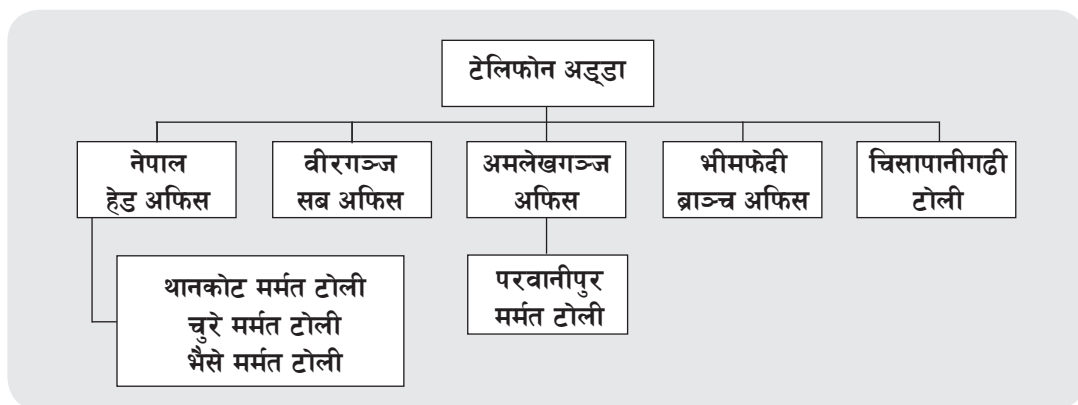 टेलिफोन अड्डा
नेपाल
हेड अफिस
वीरगञ्ज
सब अफिस
अमलेखगञ्ज
अफिस
भीमफेदी
ब्राञ्च अफिस
चिसापानीगढी
टोली
थानकोट मर्मत टोली
चुरे मर्मत टोली
भैसे मर्मत टोली
परवानीपुर
मर्मत टोली